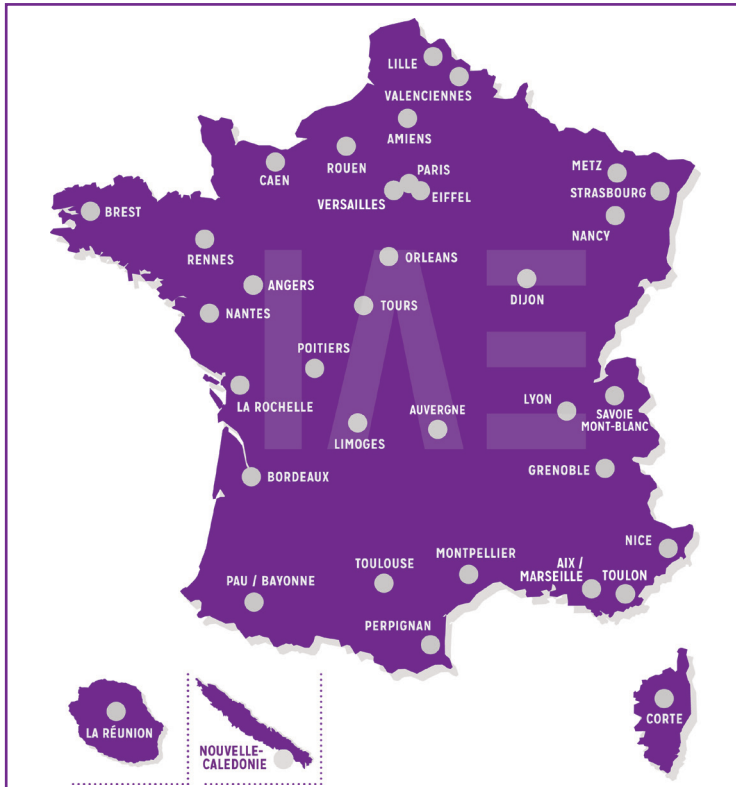 LILLE
VALENCIENNES
AMIENS
ROUEN
CAEN
PARIS
VERSAILLES
EIFFEL
METZ
STRASBOURG
NANCY
BREST
RENNES
ORLEANS
ANGERS
DIJON
NANTES
TOURS
IAE
POITIERS
LA ROCHELLE
LYON
SAVOIE
MONT-BLANC
AUVERGNE
LIMOGES
GRENOBLE
BORDEAUX
NICE
MONTPELLIER
TOULOUSE
AIX /
MARSEILLE
TOULON
PAU / BAYONNE
PERPIGNAN
CORTE
LA RÉUNION
NOUVELLE-
CALEDONIE